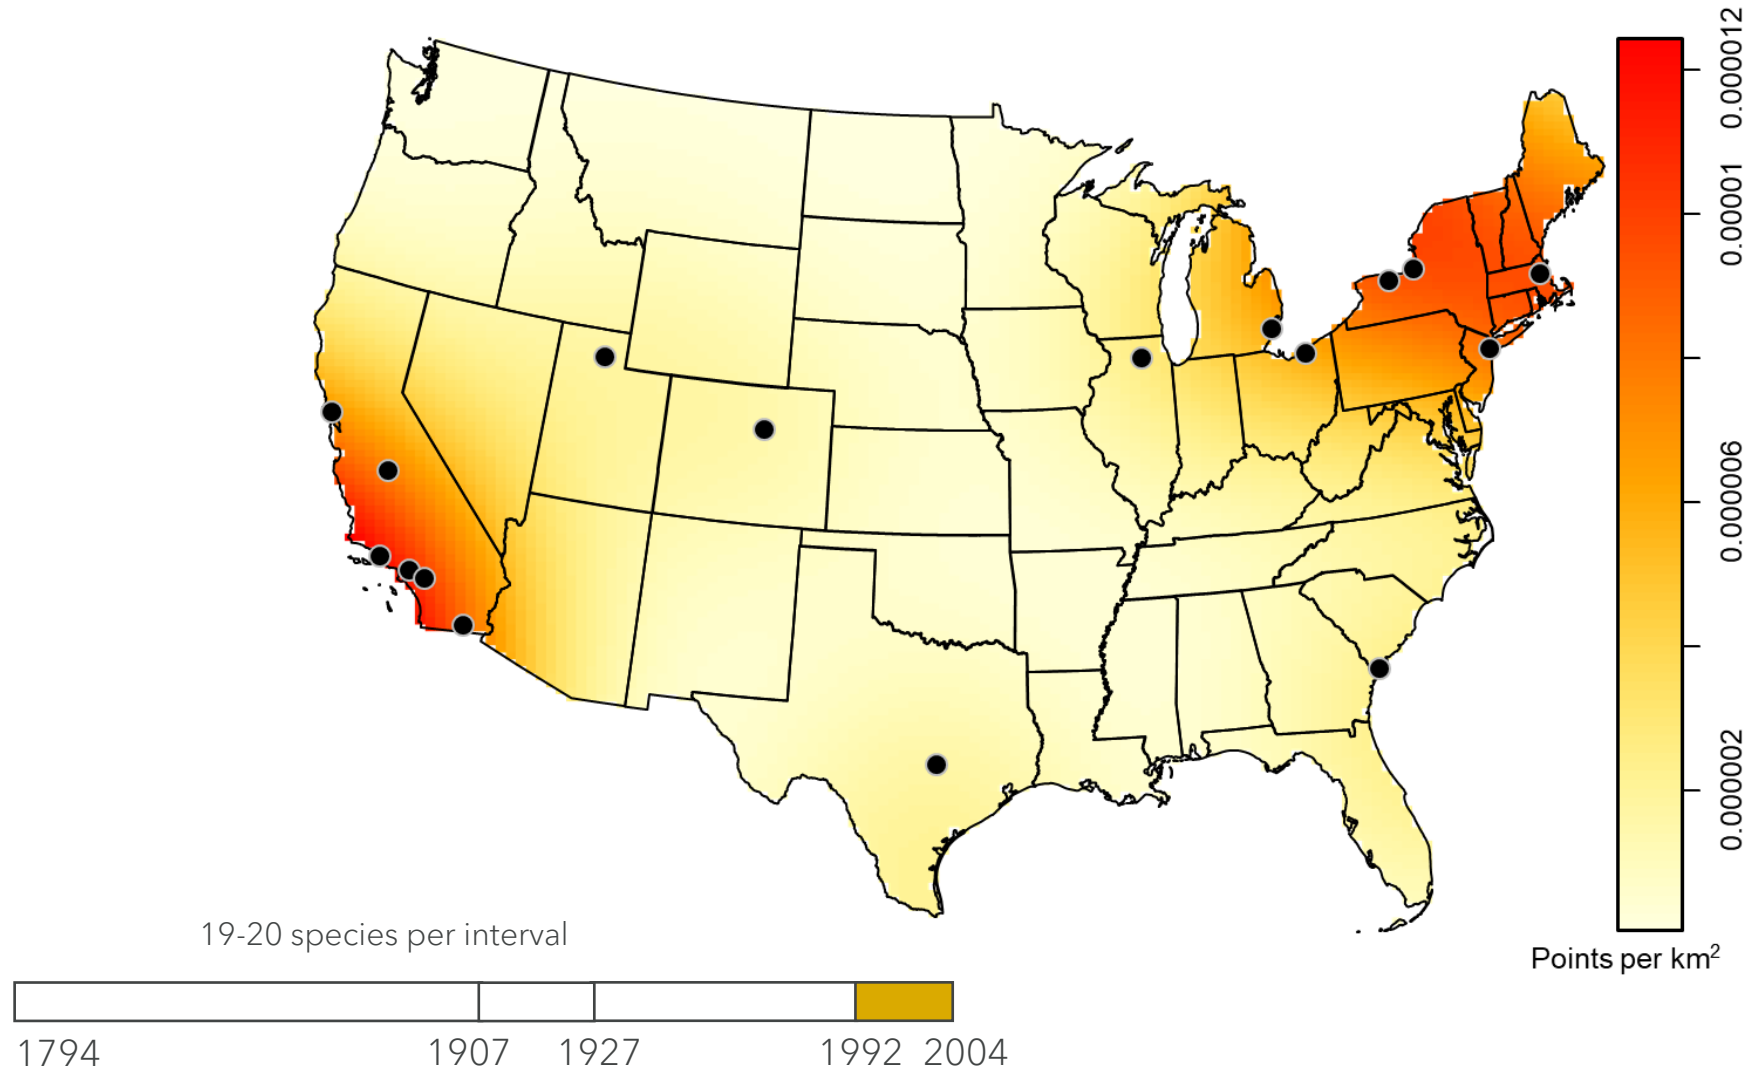 0.000012
0.00001
0.000006
0.000002
Points per km²
19-20 species per interval
1794 1907 1927 1992 2004